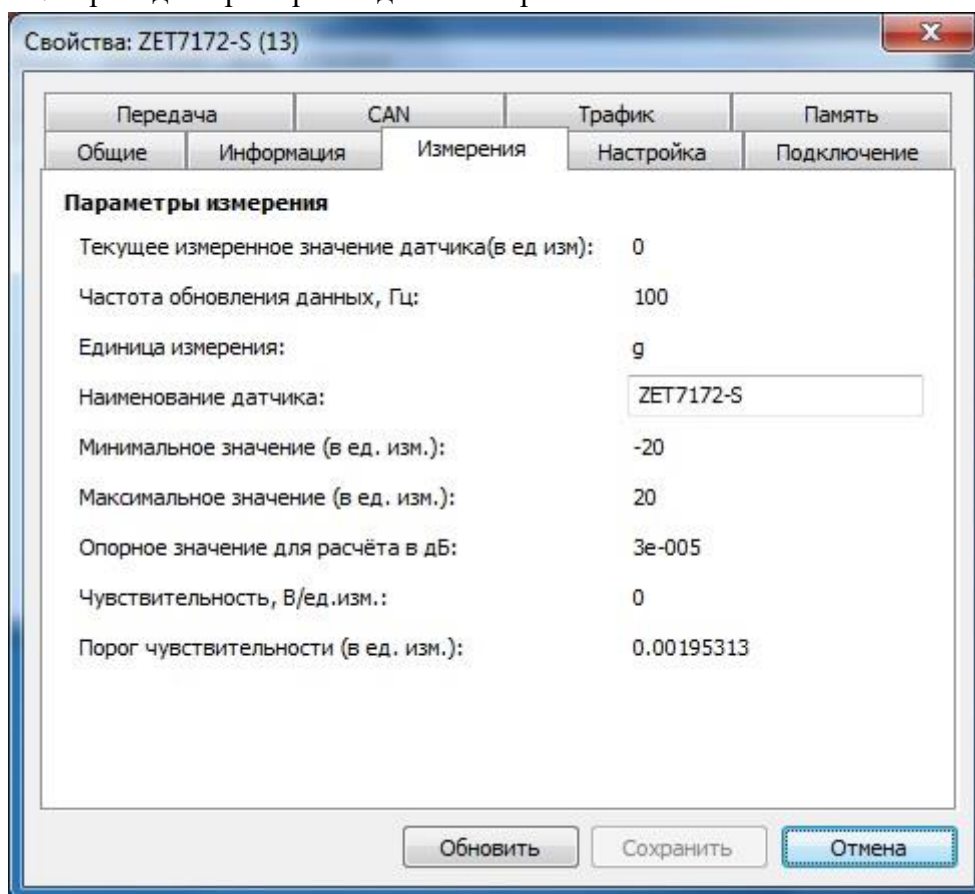 Свойства: ZET7172-S (13)
Передача CAN Трафик Память
Общие Информация Измерения Настройка Подключение
Параметры измерения
Текущее измеренное значение датчика(в ед изм): 0
Частота обновления данных, Гц: 100
Единица измерения: g
Наименование датчика: ZET7172-S
Минимальное значение (в ед. изм.): -20
Максимальное значение (в ед. изм.): 20
Опорное значение для расчёта в дБ: 3e-005
Чувствительность, В/ед.изм.: 0
Порог чувствительности (в ед. изм.): 0.00195313
Обновить Сохранить Отмена